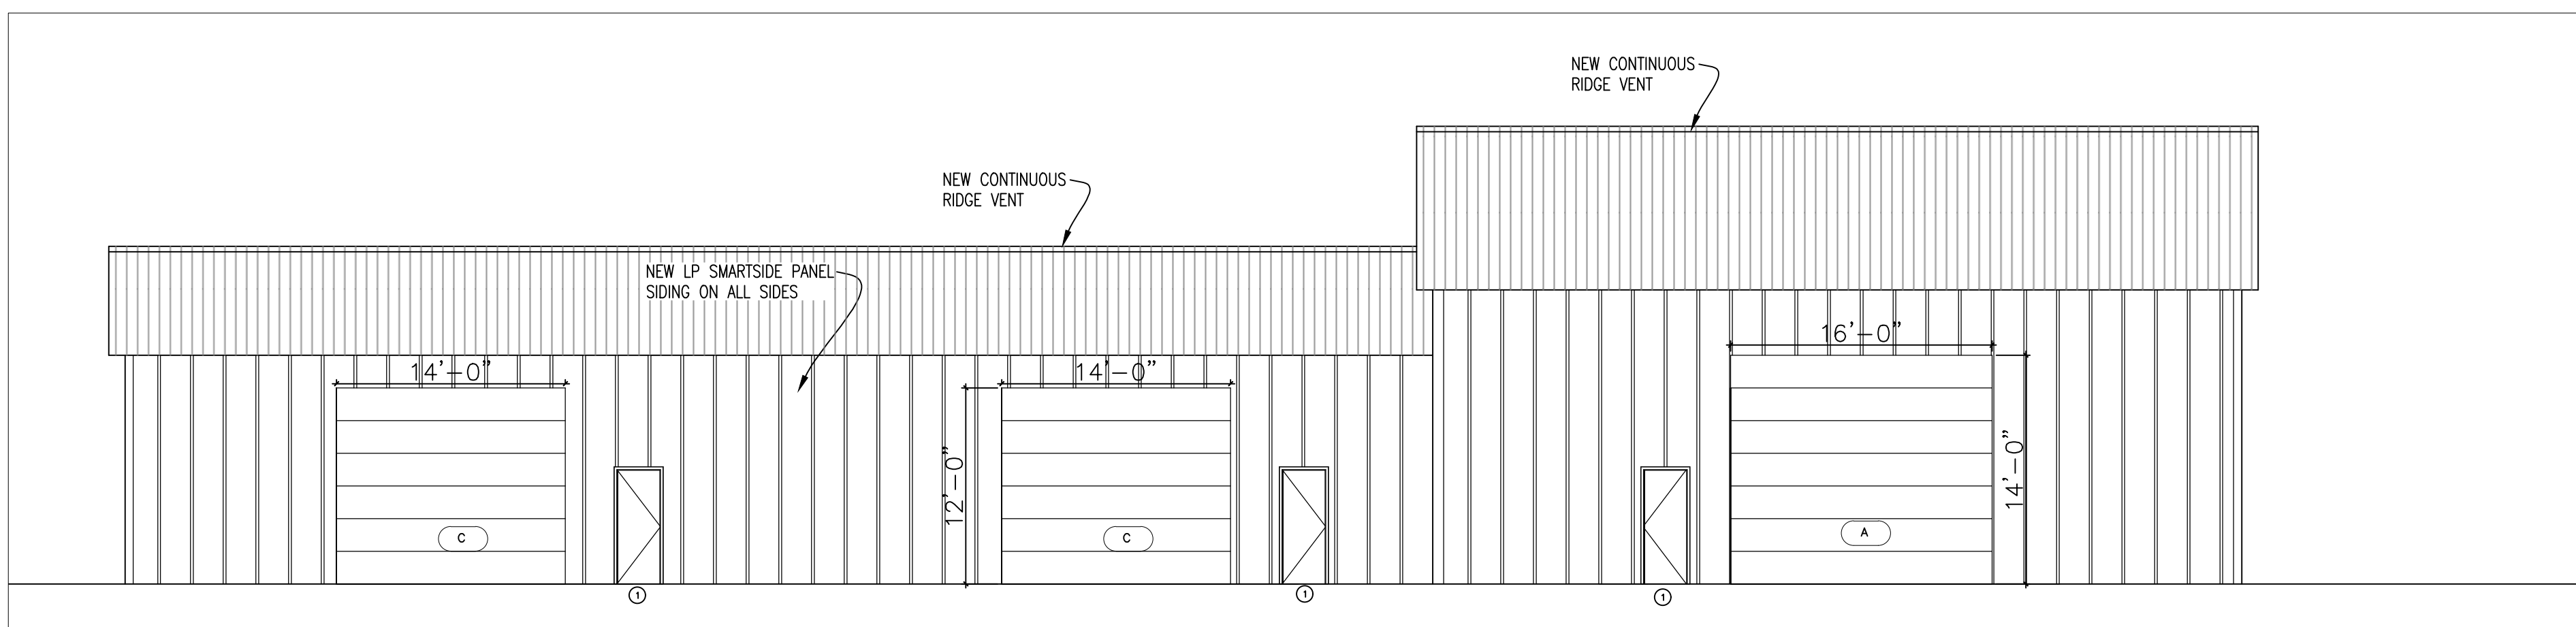 NEW CONTINUOUS
RIDGE VENT
NEW CONTINUOUS
RIDGE VENT
NEW LP SMARTSIDE PANEL
SIDING ON ALL SIDES
16'-0"
14'-0"
14'-0"
12'-0"
14'-0"
C
C
A
1
1
1